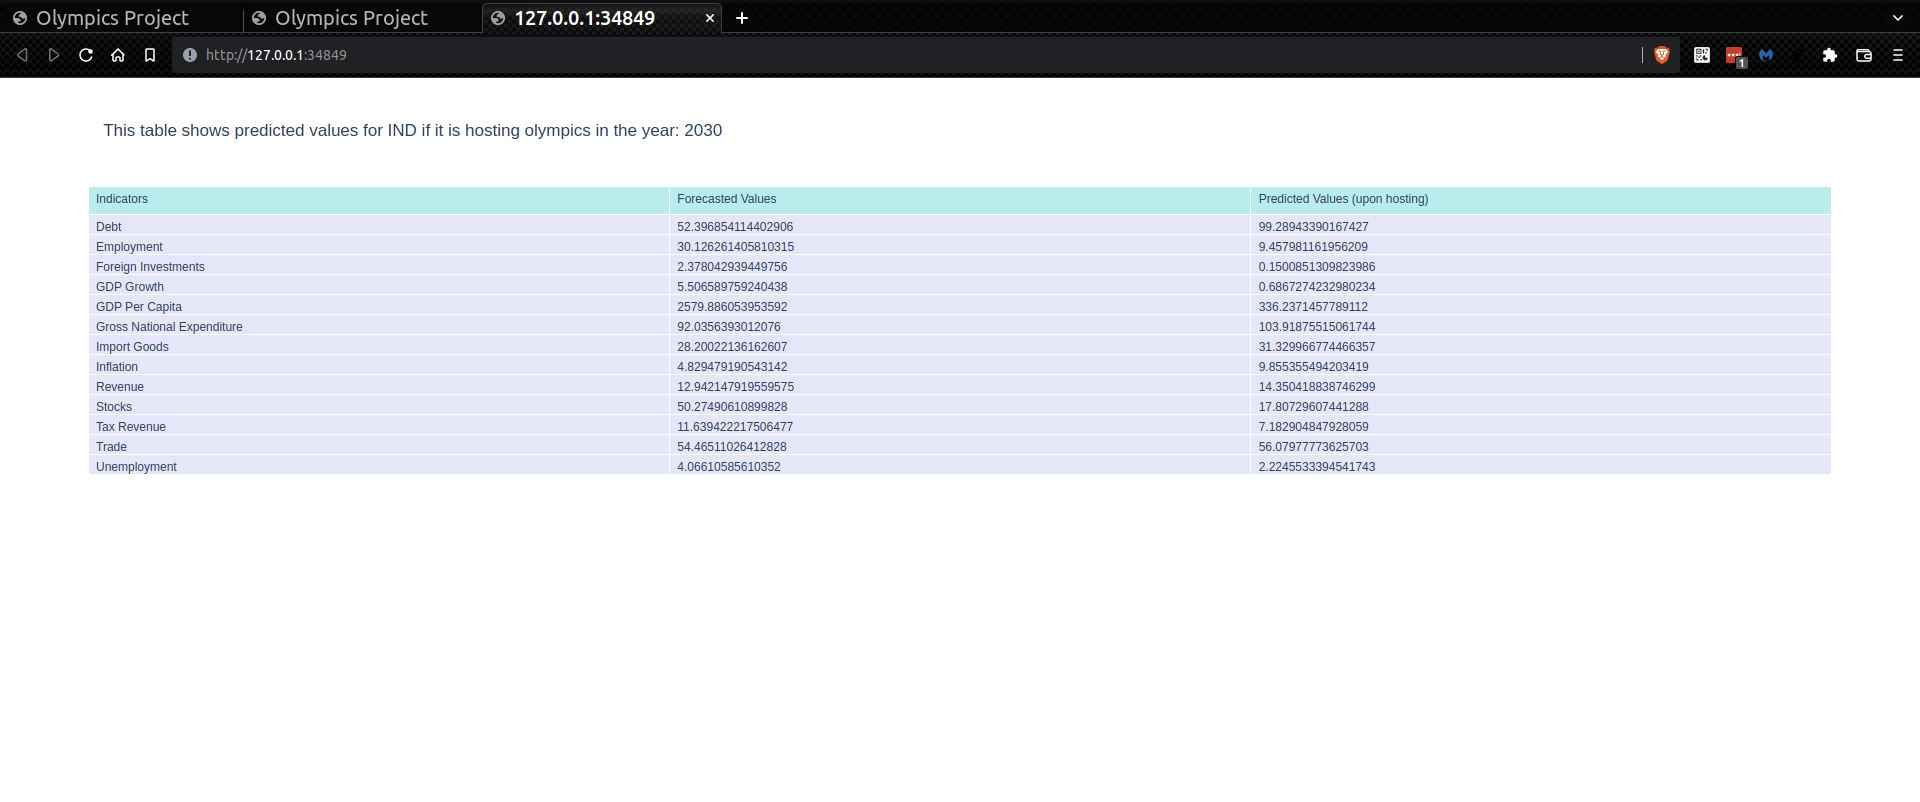 Olympics Project Olympics Project 127.0.0.1:34849
http://127.0.0.1:34849 1
This table shows predicted values for IND if it is hosting olympics in the year: 2030
Indicators Forecasted Values Predicted Values (upon hosting)
Debt 52.396854114402906 99.28943390167427
Employment 30.126261405810315 9.457981161956209
Foreign Investments 2.378042939449756 0.1500851309823986
GDP Growth 5.506589759240438 0.6867274232980234
GDP Per Capita 2579.886053953592 336.2371457789112
Gross National Expenditure 92.0356393012076 103.91875515061744
Import Goods 28.20022136162607 31.329966774466357
Inflation 4.829479190543142 9.855355494203419
Revenue 12.942147919559575 14.350418838746299
Stocks 50.27490610899828 17.80729607441288
Tax Revenue 11.639422217506477 7.182904847928059
Trade 54.46511026412828 56.07977773625703
Unemployment 4.06610585610352 2.2245533394541743